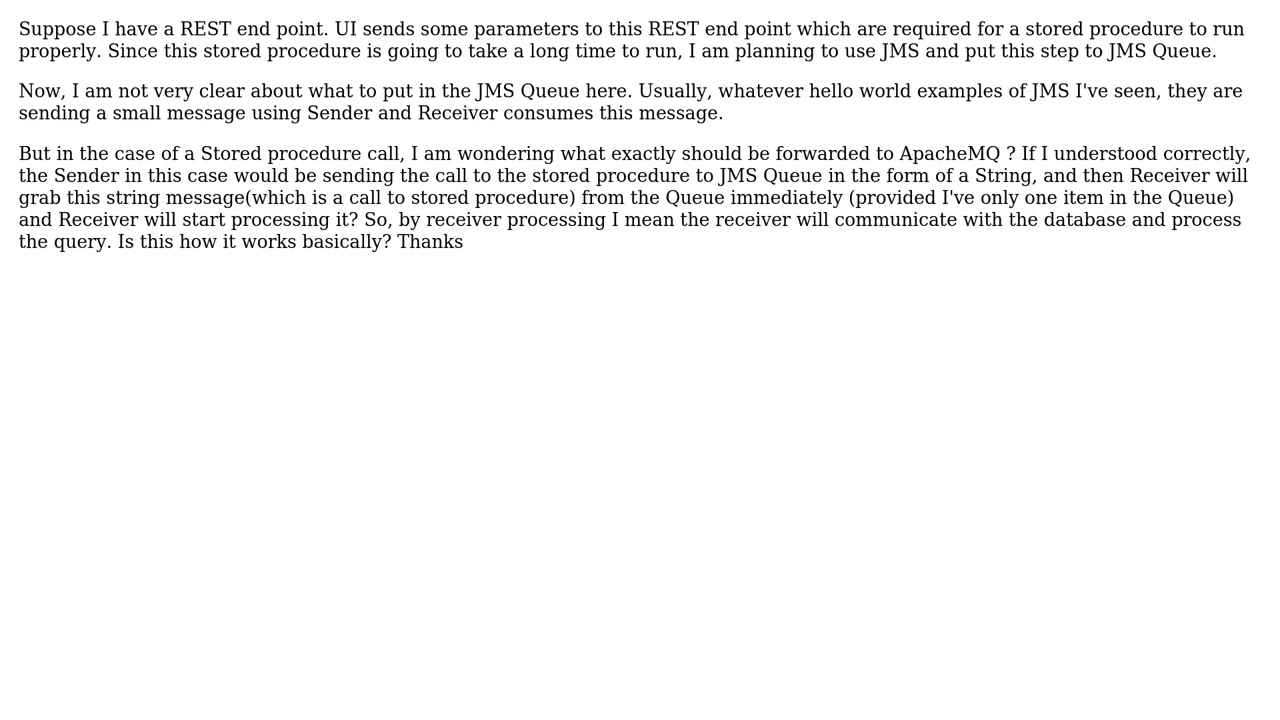 Suppose I have a REST end point. UI sends some parameters to this REST end point which are required for a stored procedure to run
properly. Since this stored procedure is going to take a long time to run, I am planning to use JMS and put this step to JMS Queue.
Now, I am not very clear about what to put in the JMS Queue here. Usually, whatever hello world examples of JMS I've seen, they are
sending a small message using Sender and Receiver consumes this message.
But in the case of a Stored procedure call, I am wondering what exactly should be forwarded to ApacheMQ ? If I understood correctly,
the Sender in this case would be sending the call to the stored procedure to JMS Queue in the form of a String, and then Receiver will
grab this string message(which is a call to stored procedure) from the Queue immediately (provided I've only one item in the Queue)
and Receiver will start processing it? So, by receiver processing I mean the receiver will communicate with the database and process
the query. Is this how it works basically? Thanks